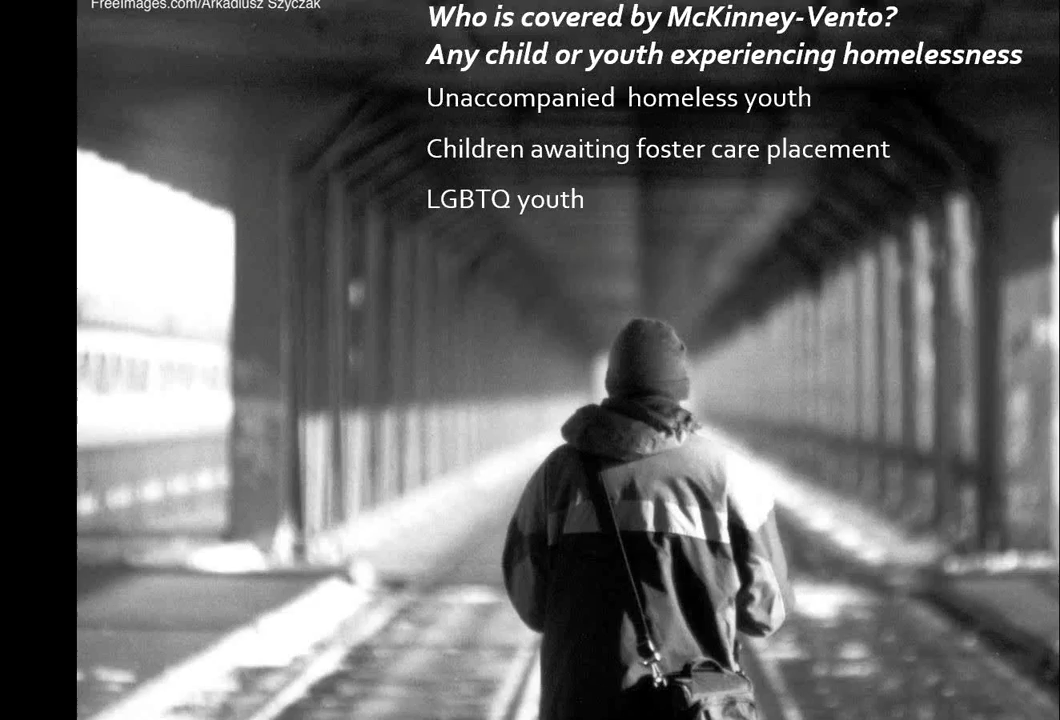 FreeImages.com/Arkadiusz Szyczak
Who is covered by McKinney-Vento?
Any child or youth experiencing homelessness
Unaccompanied homeless youth
Children awaiting foster care placement
LGBTQ youth